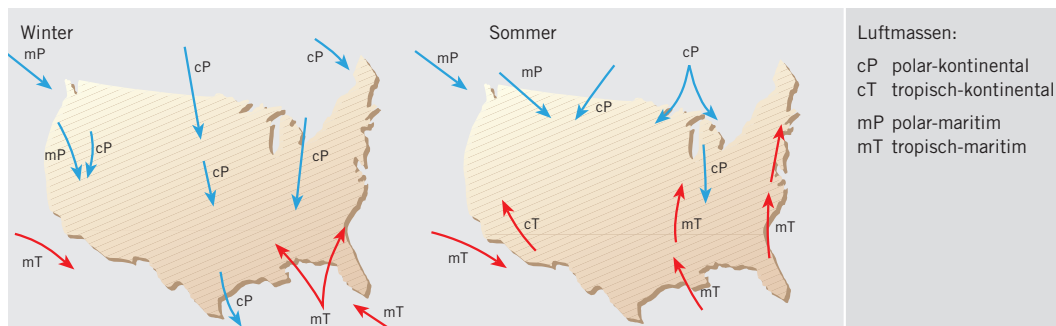 Winter
mP
cP
cP
mP
cP
cP
cP
mT
cP
mT
mT
Sommer
mP
mP
cP
cP
cP
cT
mT
mT
mT
mT
Luftmassen:
cP polar-kontinental
cT tropisch-kontinental
mP polar-maritim
mT tropisch-maritim